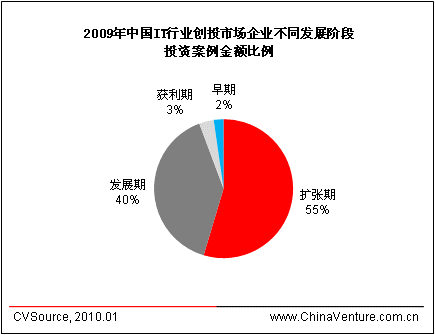 2009年中国IT行业创投市场企业不同发展阶段
投资案例金额比例
获利期
3%
早期
2%
发展期
40%
扩张期
55%
CVSource, 2010.01
www.ChinaVenture.com.cn